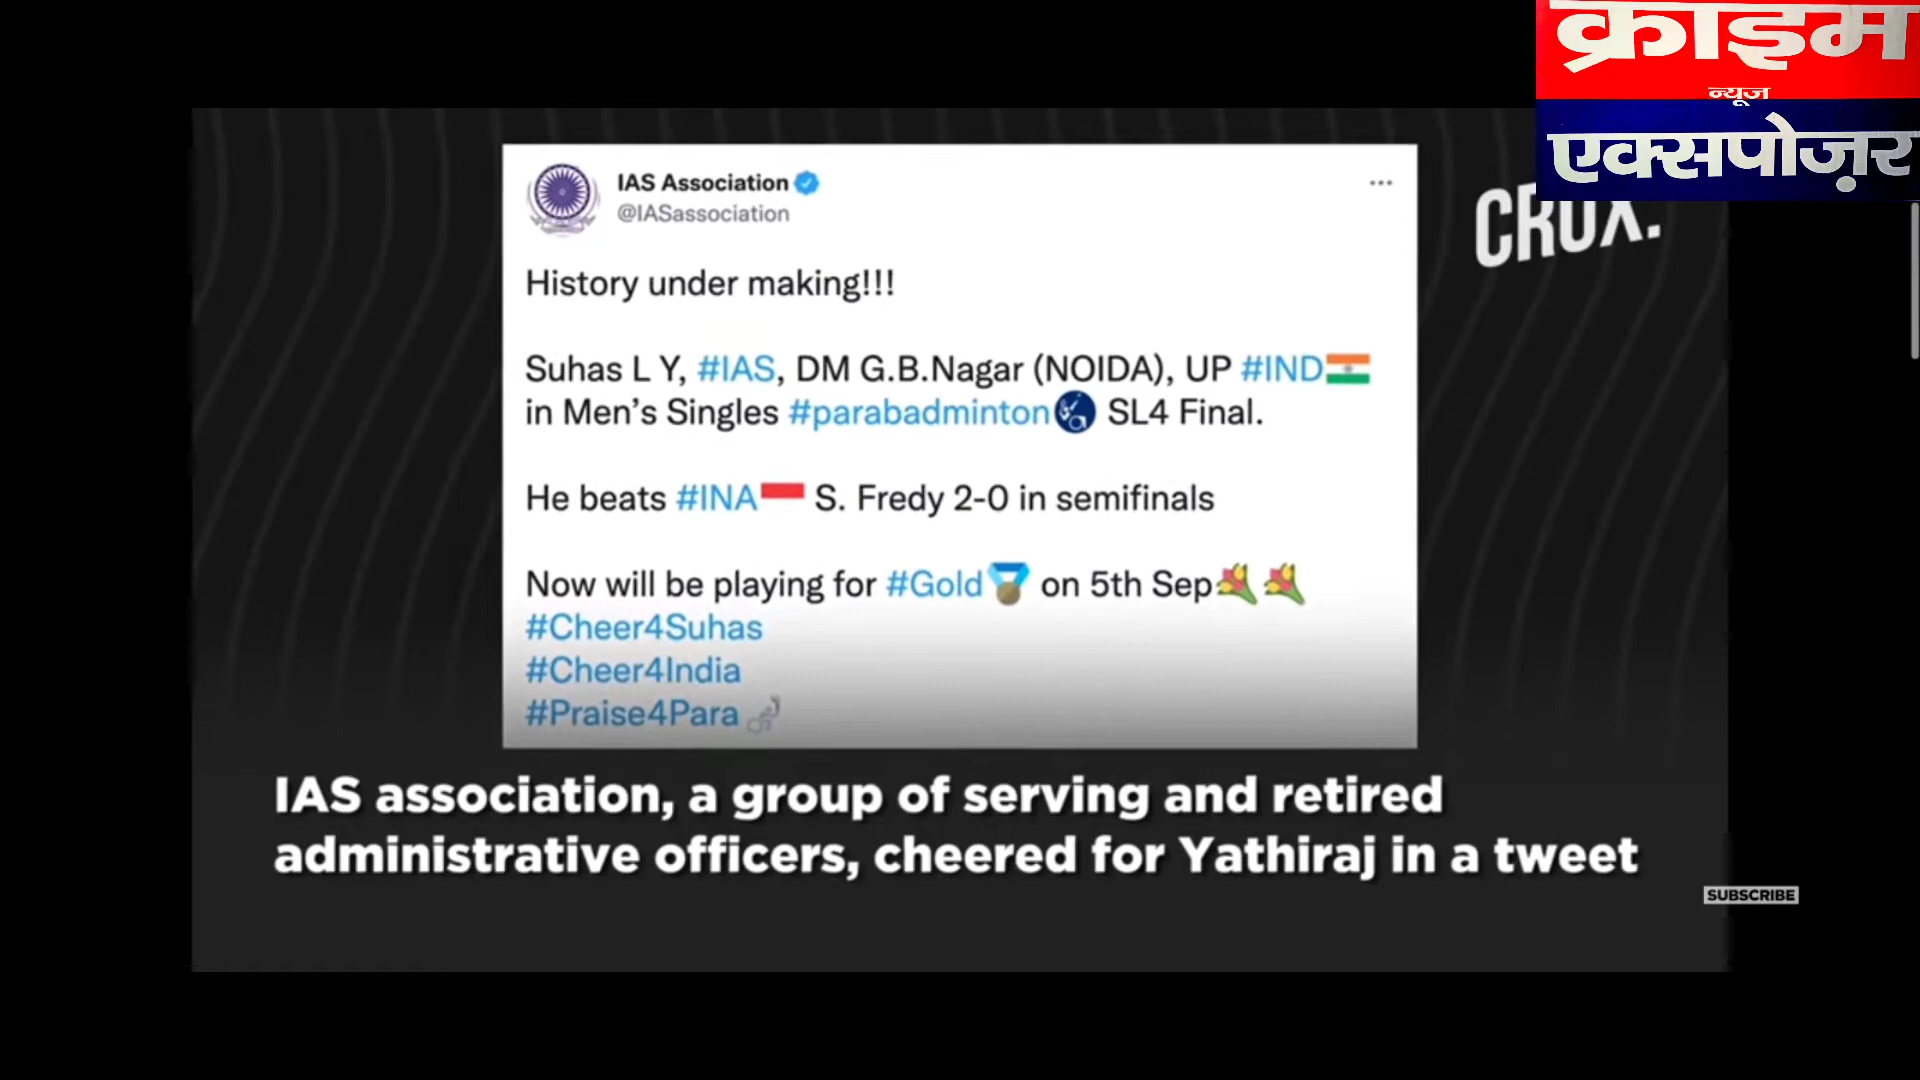 क्राइम
न्यूज
एक्सपोज़र
CRUX.
IAS Association
@IASassociation
History under making!!!
Suhas L Y, #IAS, DM G.B.Nagar (NOIDA), UP #IND🇮🇳
in Men’s Singles #parabadminton SL4 Final.
He beats #INA🇮🇩 S. Fredy 2-0 in semifinals
Now will be playing for #Gold🏅 on 5th Sep💐💐
#Cheer4Suhas
#Cheer4India
#Praise4Para
IAS association, a group of serving and retired
administrative officers, cheered for Yathiraj in a tweet
SUBSCRIBE